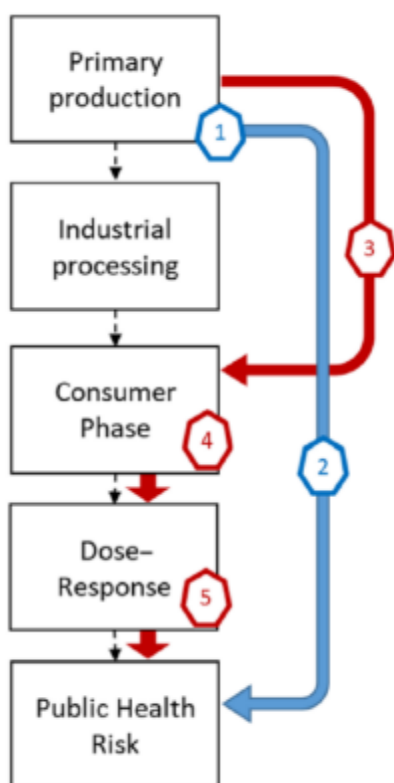 Primary
production
1
Industrial
processing
3
Consumer
Phase
4
2
Dose–
Response
5
Public Health
Risk